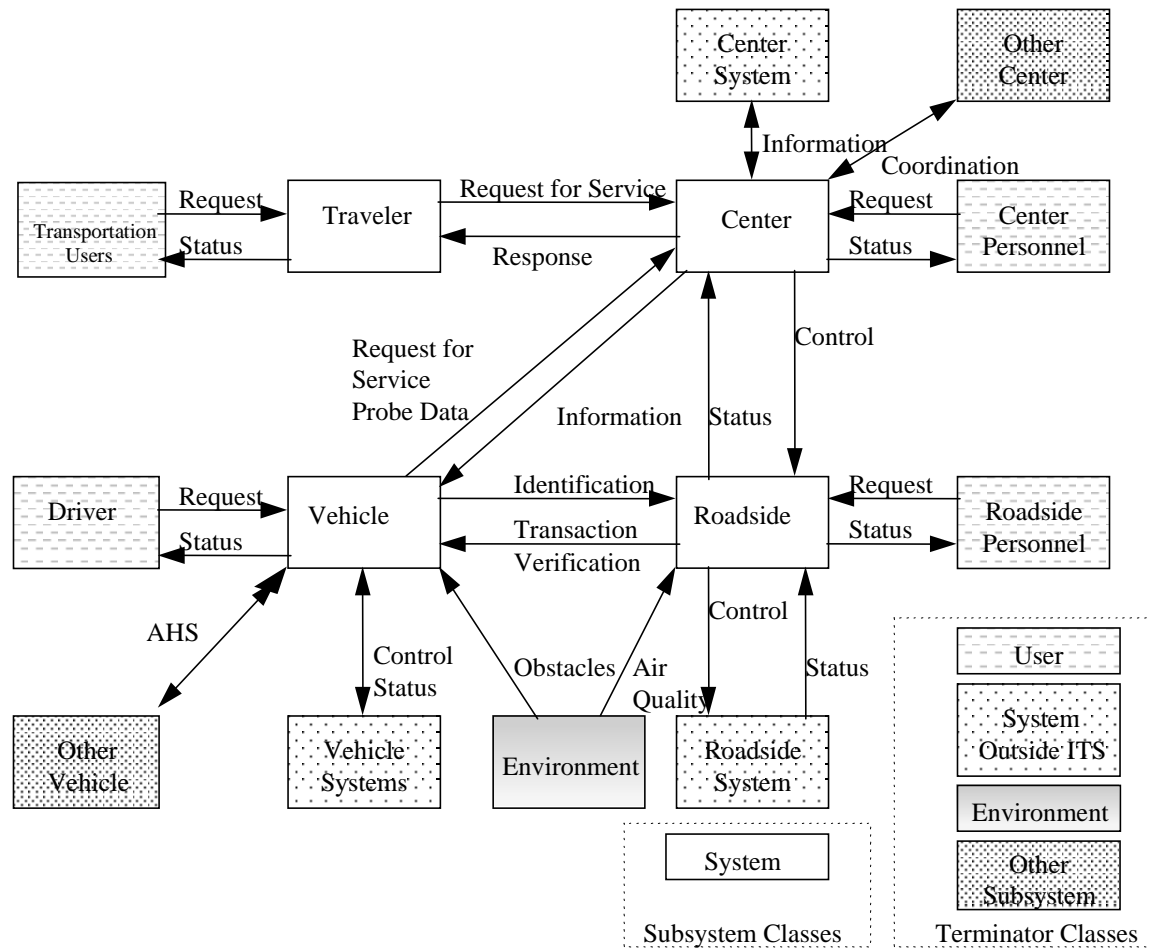 Center
System
Other
Center
Information
Coordination
Request
Traveler
Request for Service
Center
Request
Center
Personnel
Transportation
Users
Status
Response
Status
Control
Request for
Service
Probe Data
Information
Status
Driver
Request
Vehicle
Identification
Roadside
Request
Roadside
Personnel
Status
Transaction
Verification
Status
AHS
Control
Status
Obstacles
Air
Quality
Control
Status
Other
Vehicle
Vehicle
Systems
Environment
Roadside
System
User
System
Outside ITS
Environment
Other
Subsystem
System
Subsystem Classes
Terminator Classes